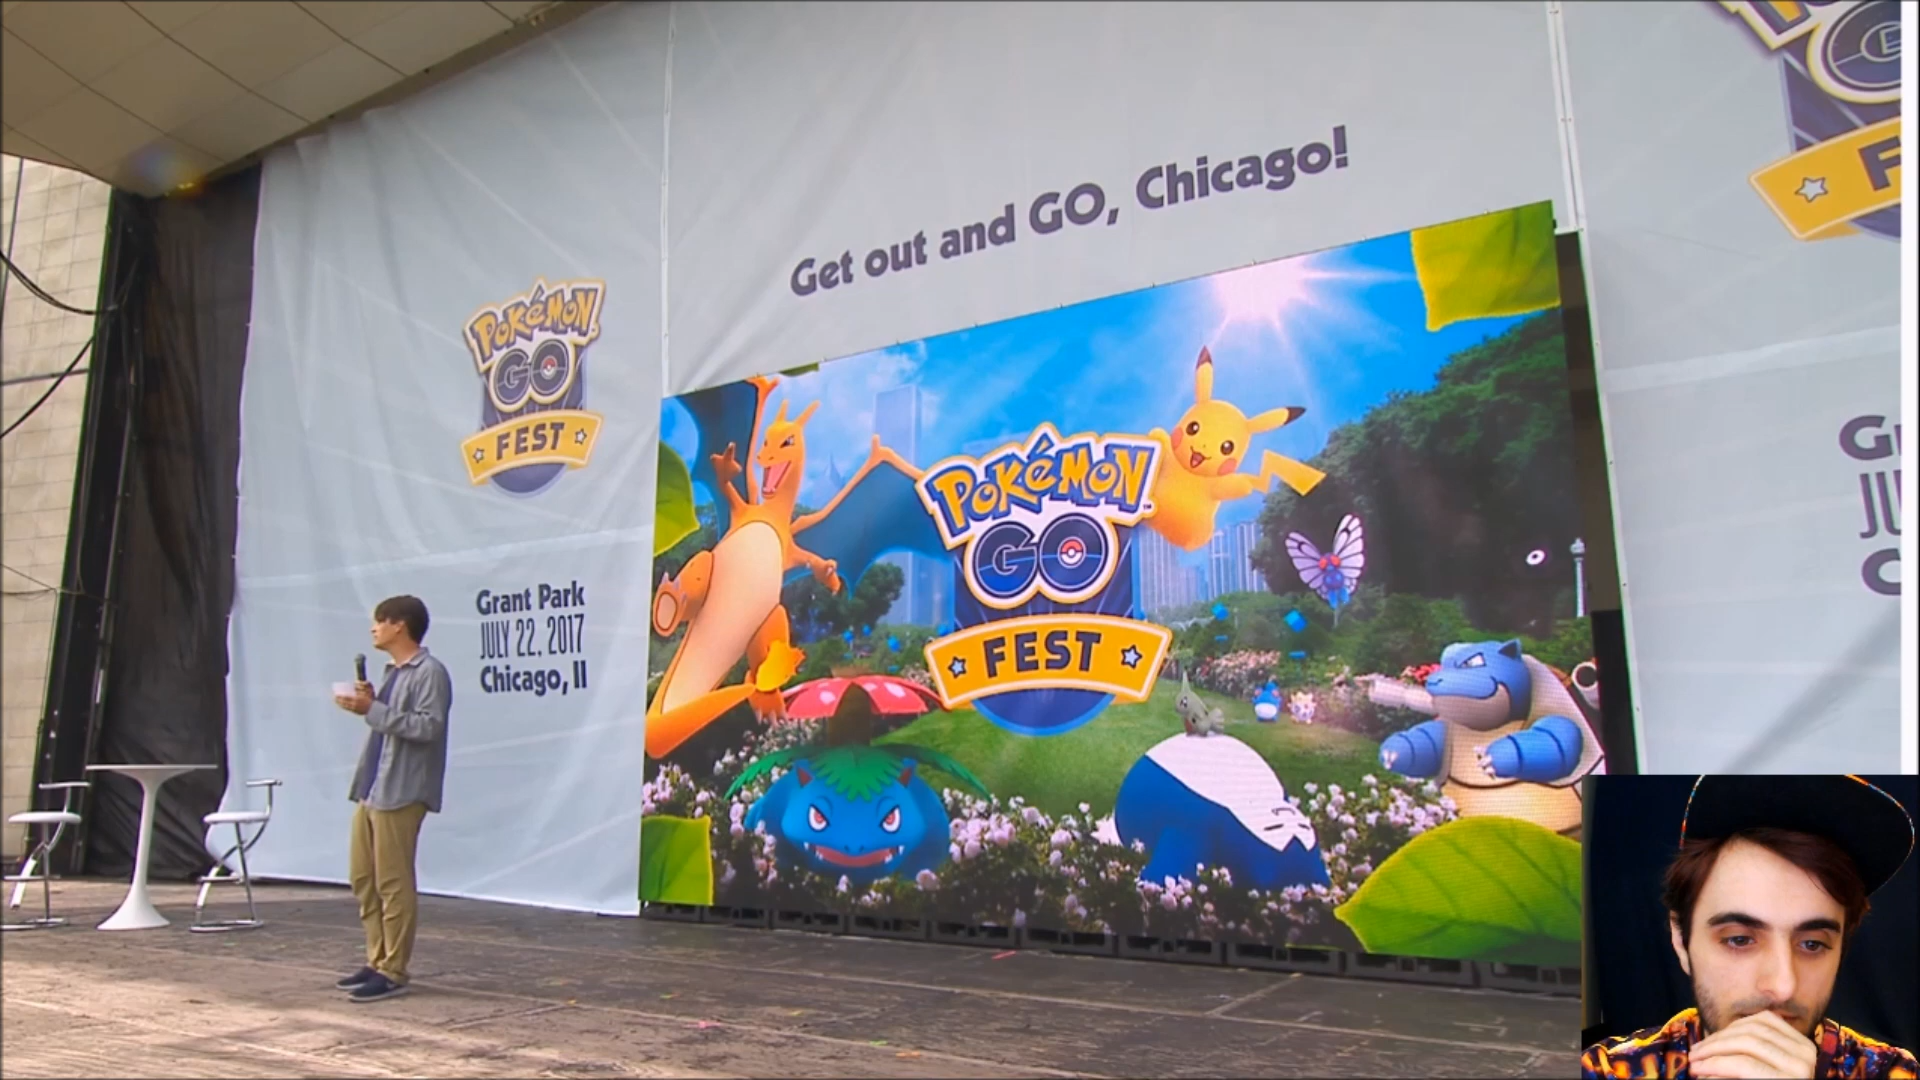 Get out and GO, Chicago!
POKéMON
GO
FEST
Grant Park
JULY 22, 2017
Chicago, Il
POKéMON
GO
FEST